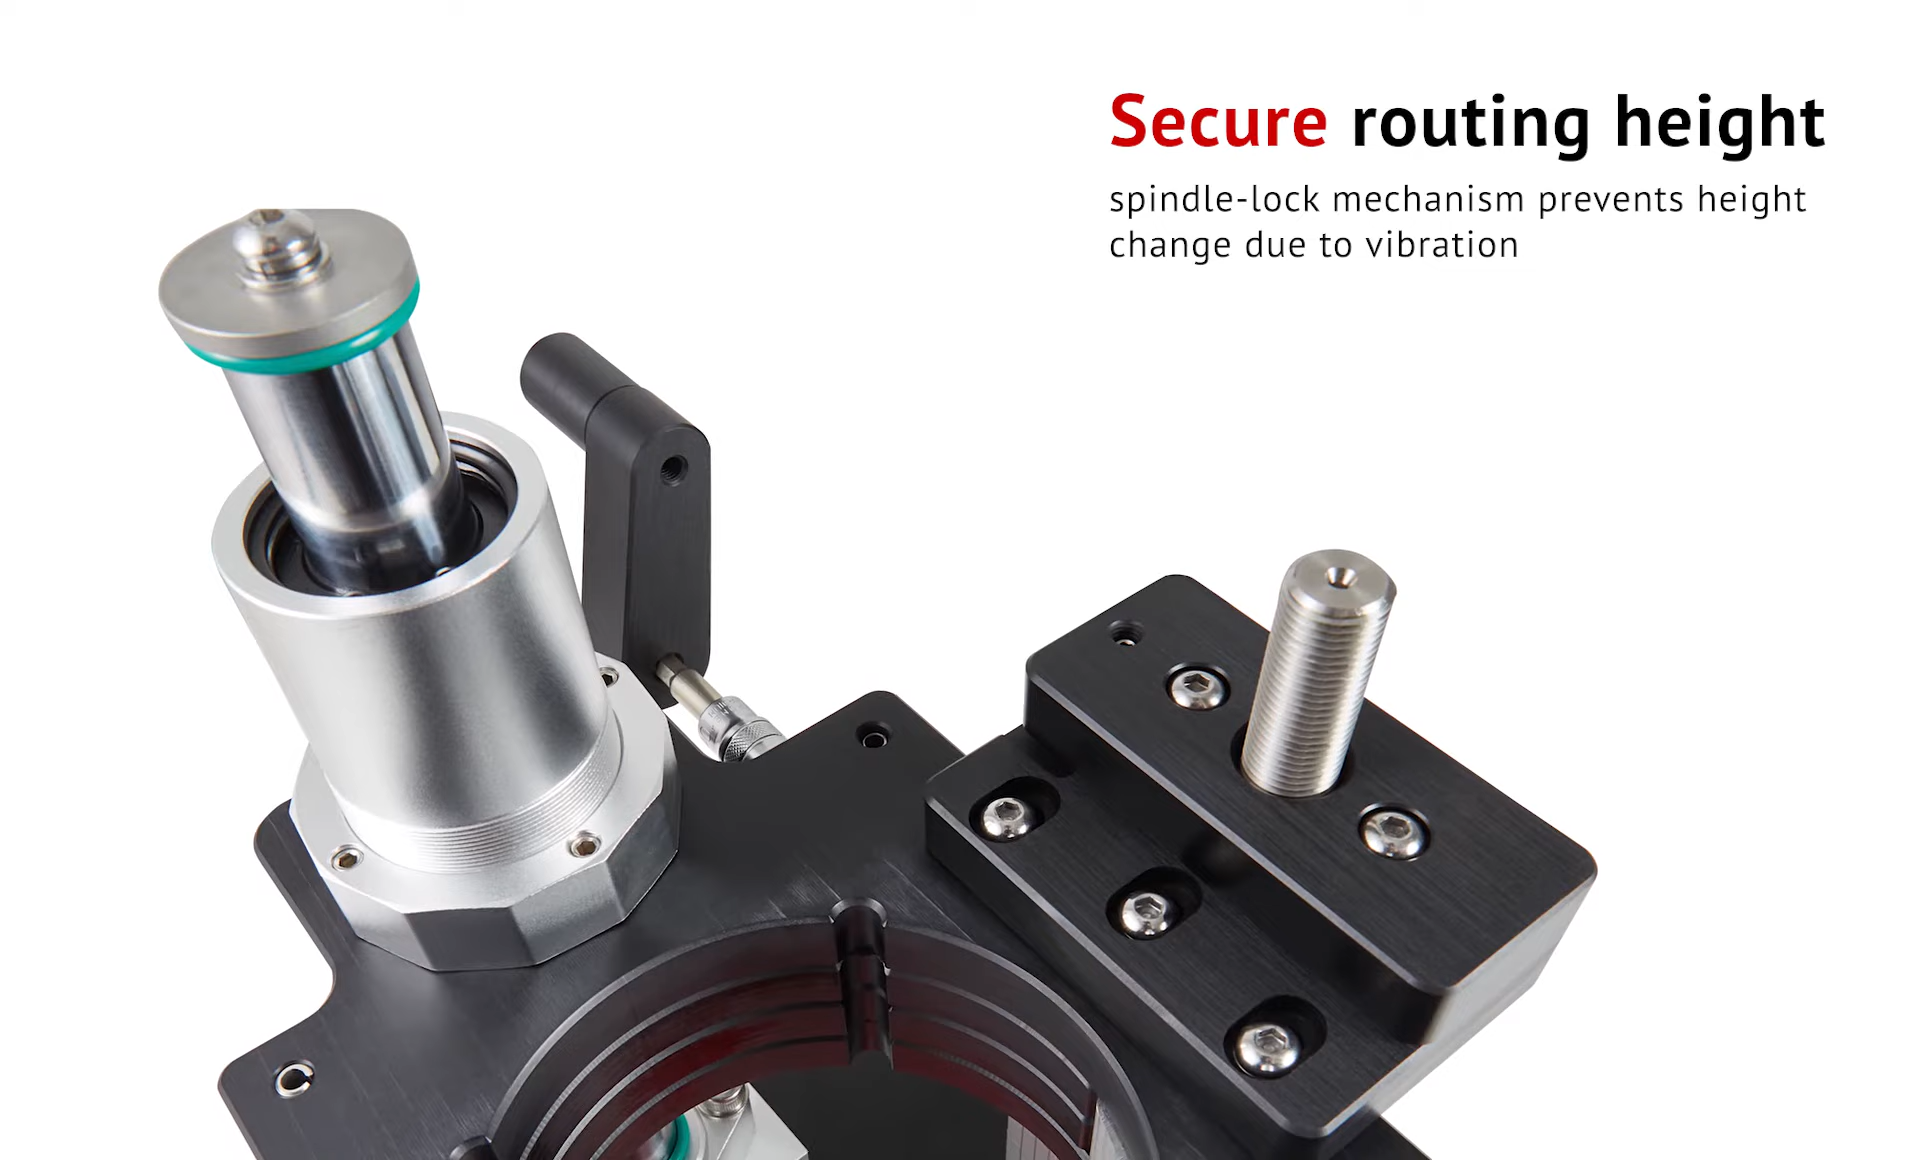 Secure routing height
spindle-lock mechanism prevents height
change due to vibration